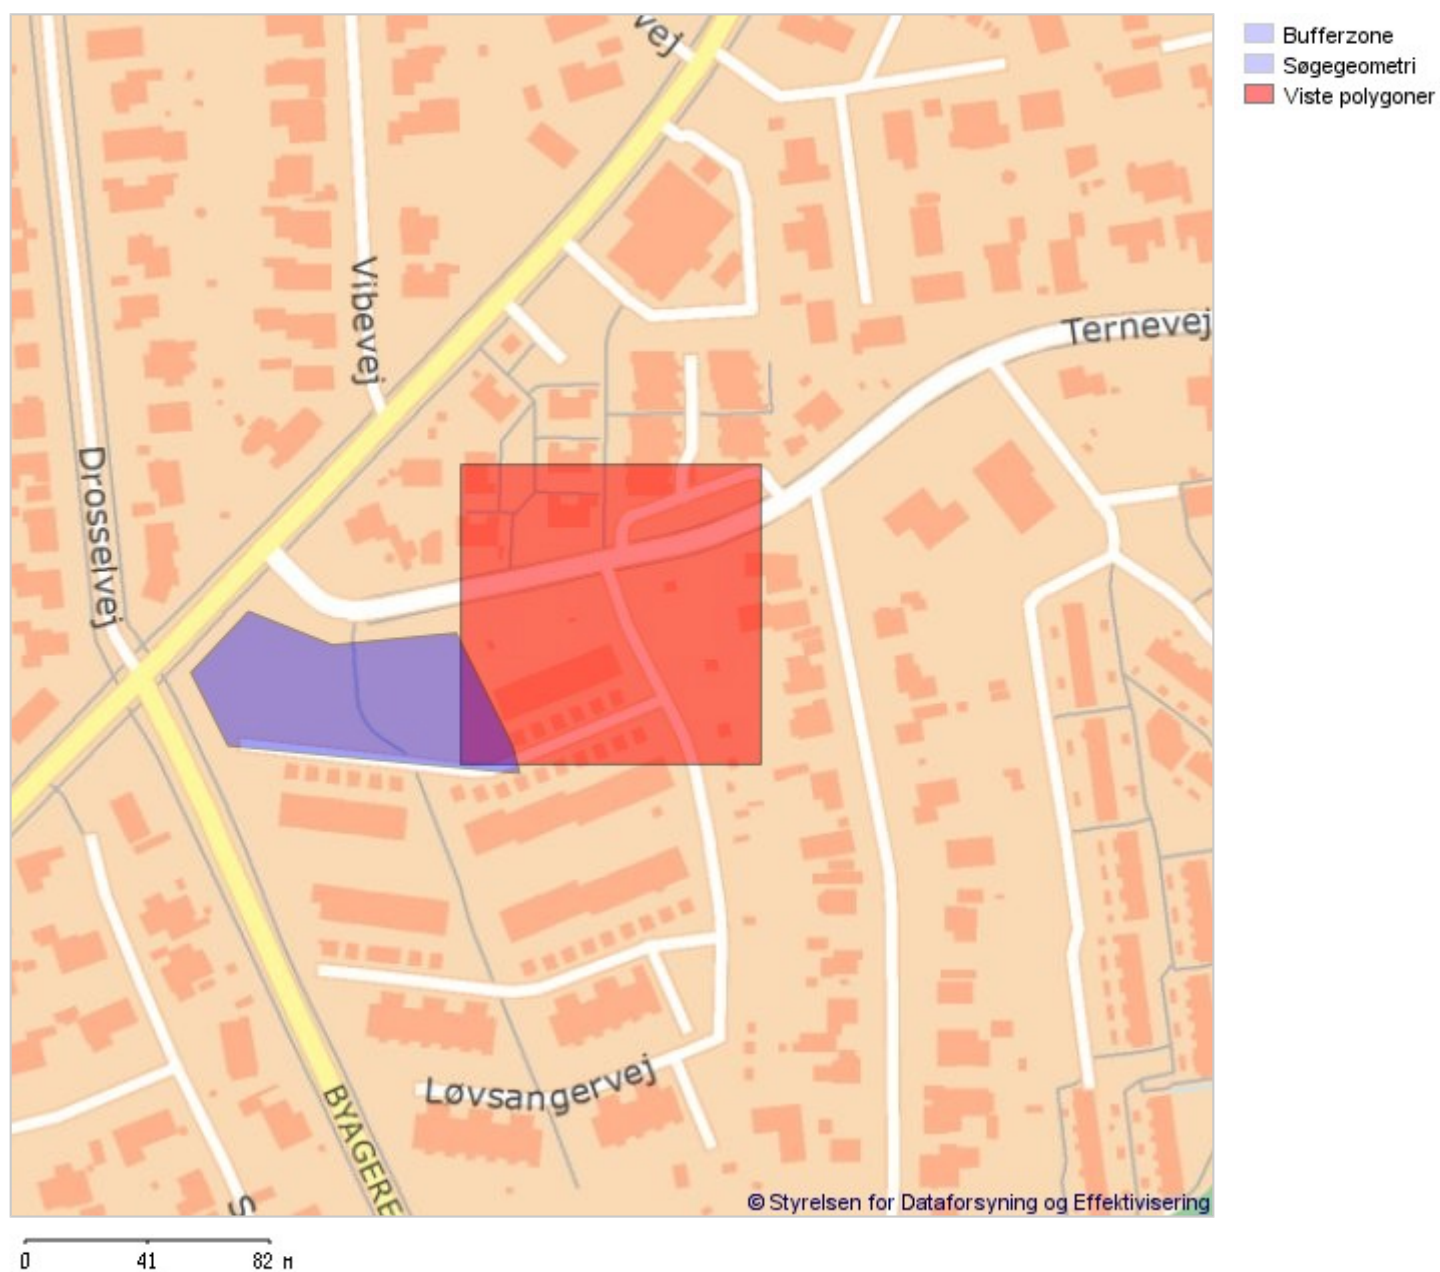 vej
Bufferzone
Søgegeometri
Viste polygoner
Vibevej
Ternevej
Drosselvej
Løvsangervej
BYAGERE
S
© Styrelsen for Dataforsyning og Effektivisering
0 41 82 M